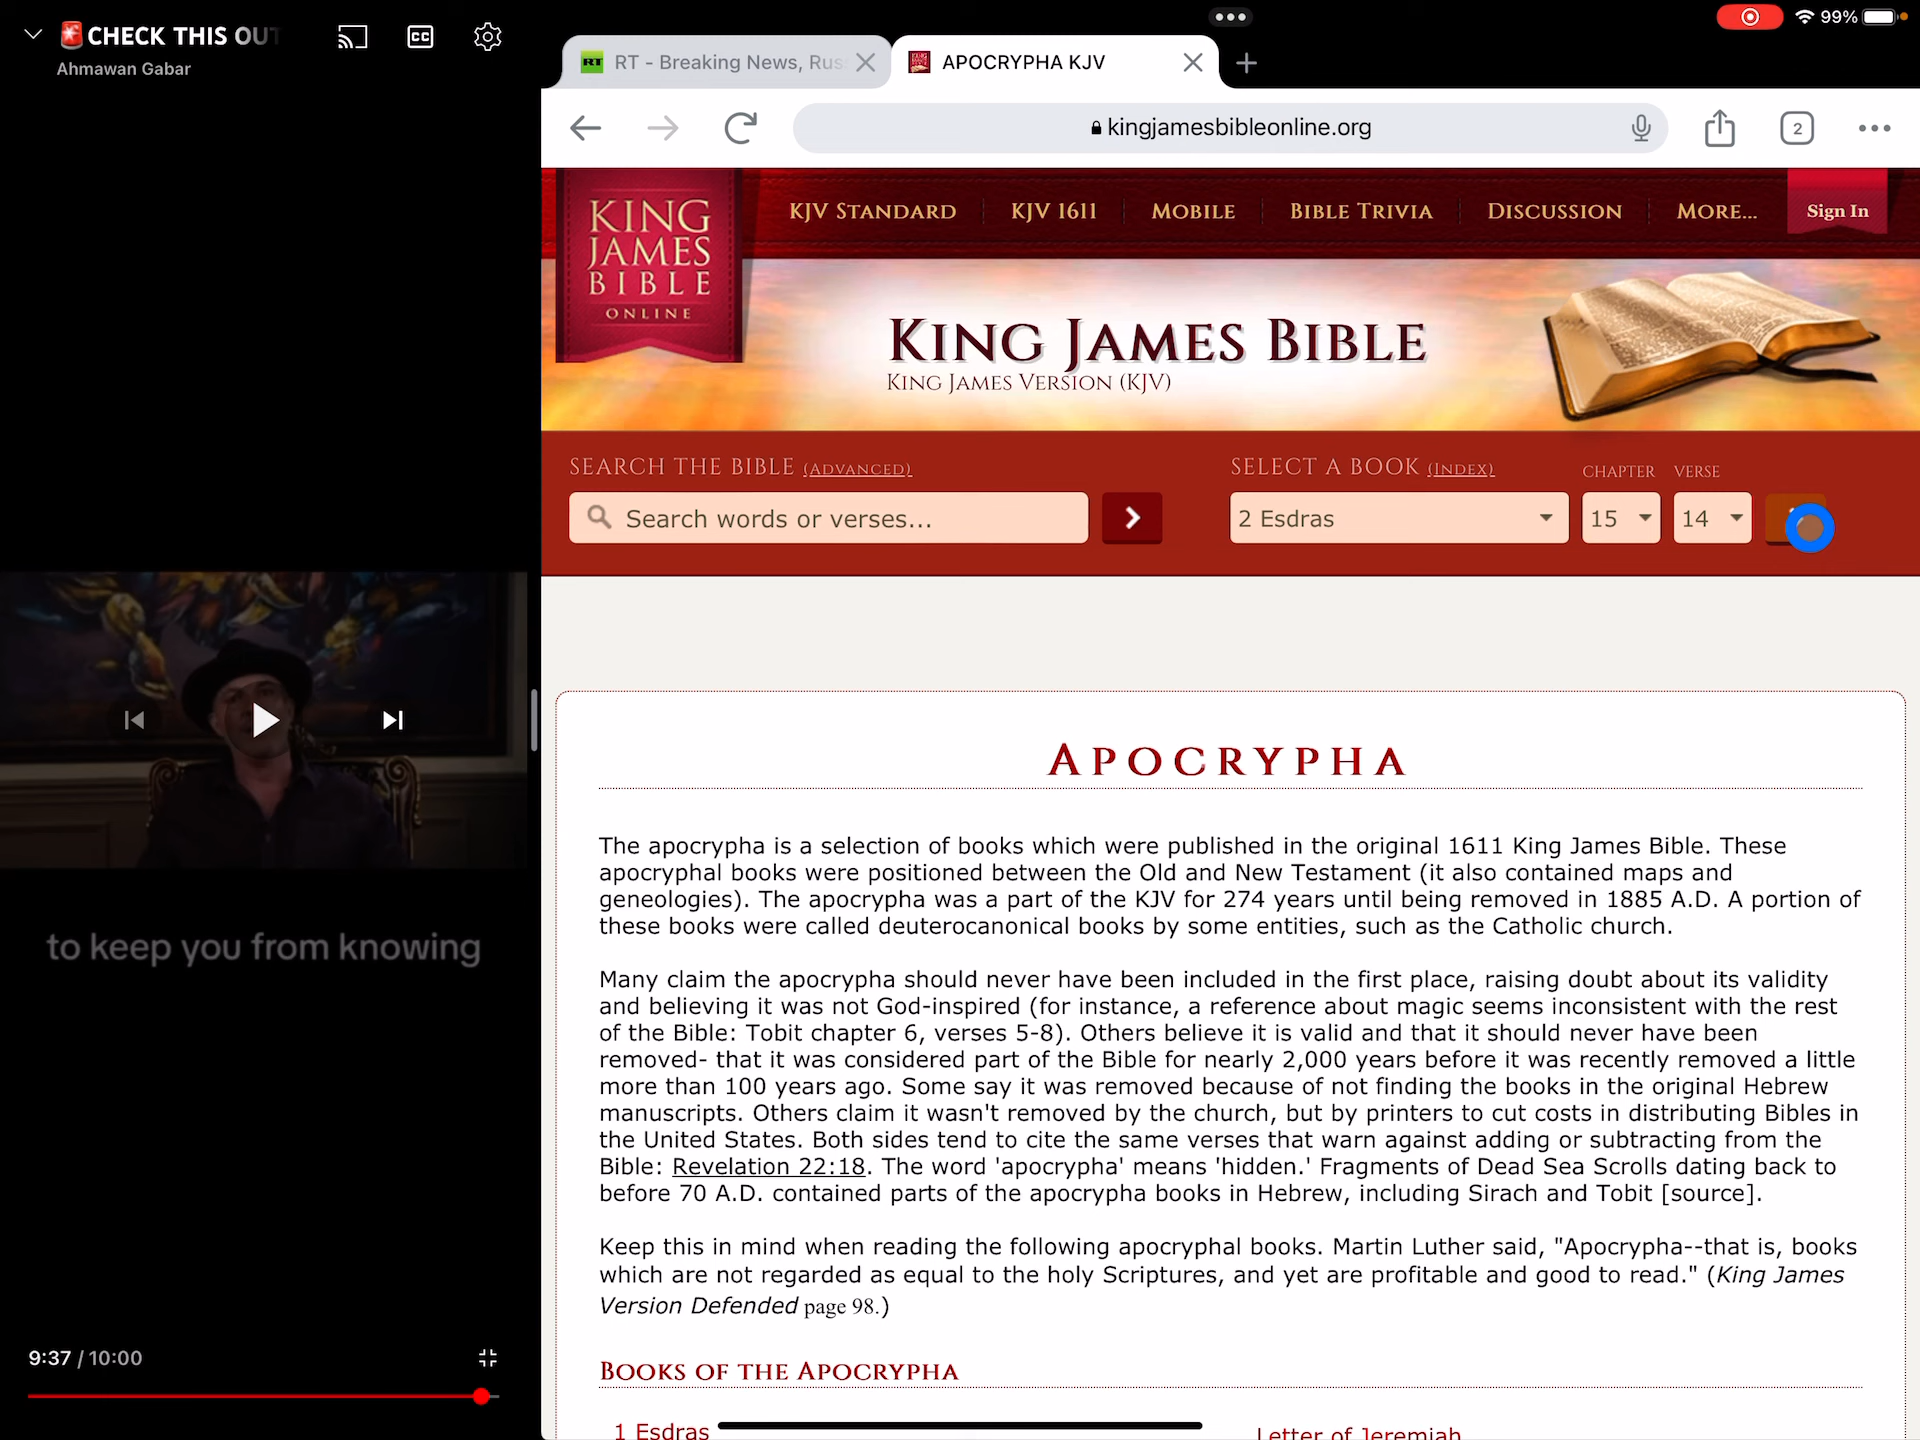 🚨CHECK THIS OUT
Ahmawan Gabar
CC
99%
RT RT - Breaking News, Rus
APOCRYPHA KJV
kingjamesbibleonline.org
2
KING
JAMES
BIBLE
ONLINE
KJV STANDARD
KJV 1611
MOBILE
BIBLE TRIVIA
DISCUSSION
MORE...
Sign In
KING JAMES BIBLE
KING JAMES VERSION (KJV)
SEARCH THE BIBLE (ADVANCED)
Search words or verses...
SELECT A BOOK (INDEX)
CHAPTER
VERSE
2 Esdras
15
14
to keep you from knowing
9:37 / 10:00
APOCRYPHA
The apocrypha is a selection of books which were published in the original 1611 King James Bible. These
apocryphal books were positioned between the Old and New Testament (it also contained maps and
geneologies). The apocrypha was a part of the KJV for 274 years until being removed in 1885 A.D. A portion of
these books were called deuterocanonical books by some entities, such as the Catholic church.
Many claim the apocrypha should never have been included in the first place, raising doubt about its validity
and believing it was not God-inspired (for instance, a reference about magic seems inconsistent with the rest
of the Bible: Tobit chapter 6, verses 5-8). Others believe it is valid and that it should never have been
removed- that it was considered part of the Bible for nearly 2,000 years before it was recently removed a little
more than 100 years ago. Some say it was removed because of not finding the books in the original Hebrew
manuscripts. Others claim it wasn't removed by the church, but by printers to cut costs in distributing Bibles in
the United States. Both sides tend to cite the same verses that warn against adding or subtracting from the
Bible: Revelation 22:18. The word 'apocrypha' means 'hidden.' Fragments of Dead Sea Scrolls dating back to
before 70 A.D. contained parts of the apocrypha books in Hebrew, including Sirach and Tobit [source].
Keep this in mind when reading the following apocryphal books. Martin Luther said, "Apocrypha--that is, books
which are not regarded as equal to the holy Scriptures, and yet are profitable and good to read." (King James
Version Defended page 98.)
BOOKS OF THE APOCRYPHA
1 Esdras
Letter of Jeremiah